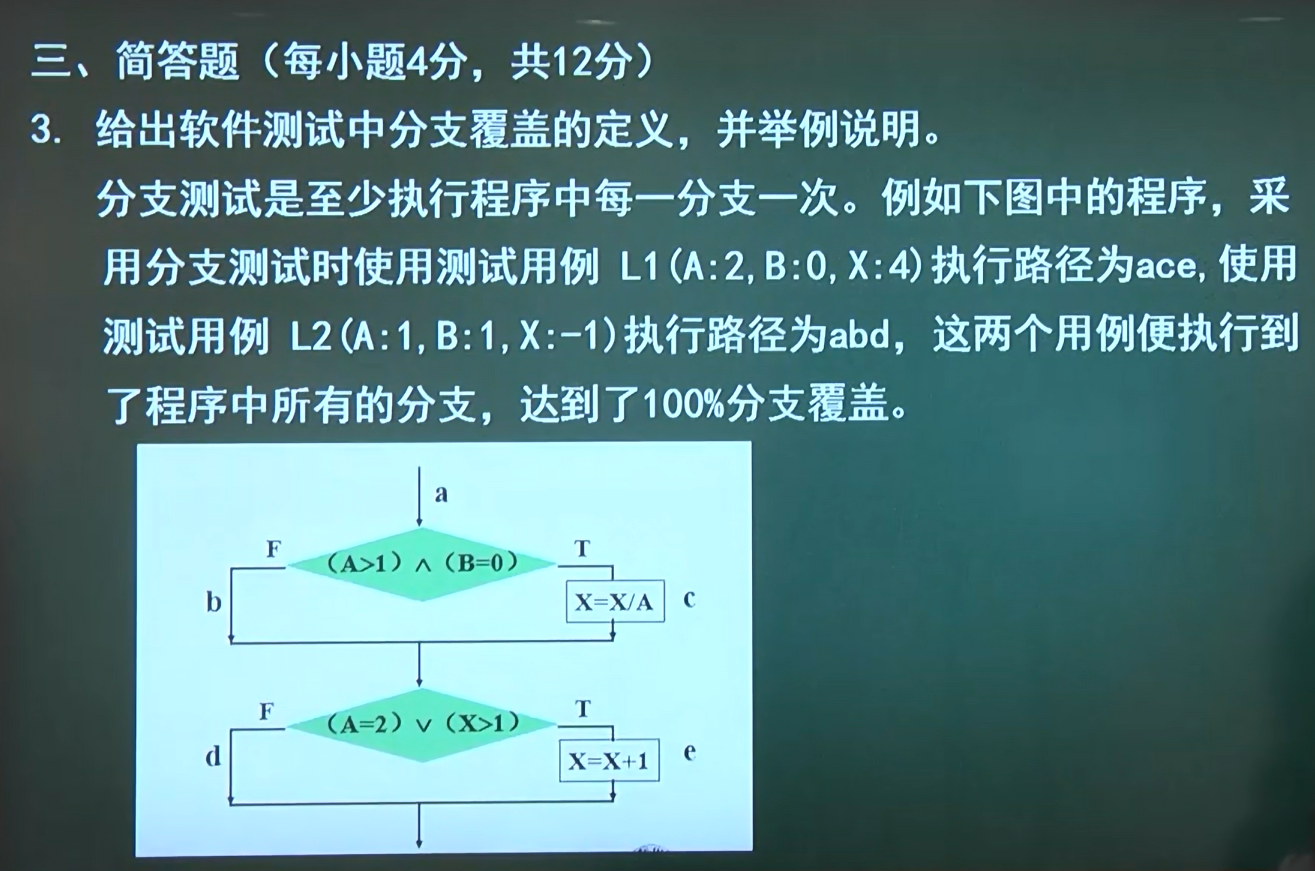 三、简答题（每小题4分，共12分）
3. 给出软件测试中分支覆盖的定义，并举例说明。
分支测试是至少执行程序中每一分支一次。例如下图中的程序，采
用分支测试时使用测试用例 L1(A:2,B:0,X:4)执行路径为ace,使用
测试用例 L2(A:1,B:1,X:-1)执行路径为abd，这两个用例便执行到
了程序中所有的分支，达到了100%分支覆盖。
a
F
（A>1）∧（B=0）
T
b
X=X/A
c
F
（A=2）∨（X>1）
T
d
X=X+1
e